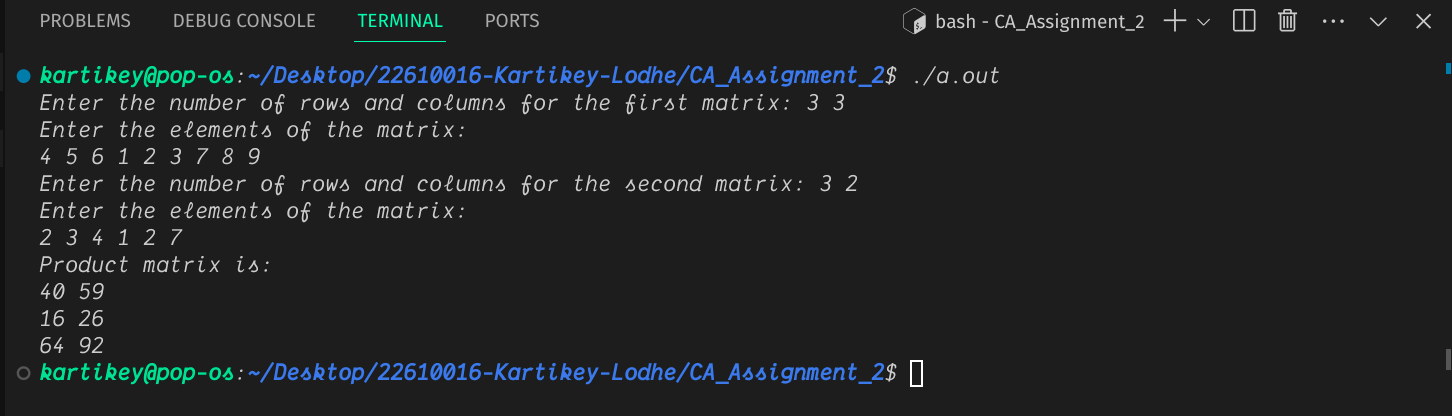 PROBLEMS DEBUG CONSOLE TERMINAL PORTS bash - CA_Assignment_2
kartikey@pop-os:~/Desktop/22610016-Kartikey-Lodhe/CA_Assignment_2$ ./a.out
Enter the number of rows and columns for the first matrix: 3 3
Enter the elements of the matrix:
4 5 6 1 2 3 7 8 9
Enter the number of rows and columns for the second matrix: 3 2
Enter the elements of the matrix:
2 3 4 1 2 7
Product matrix is:
40 59
16 26
64 92
kartikey@pop-os:~/Desktop/22610016-Kartikey-Lodhe/CA_Assignment_2$